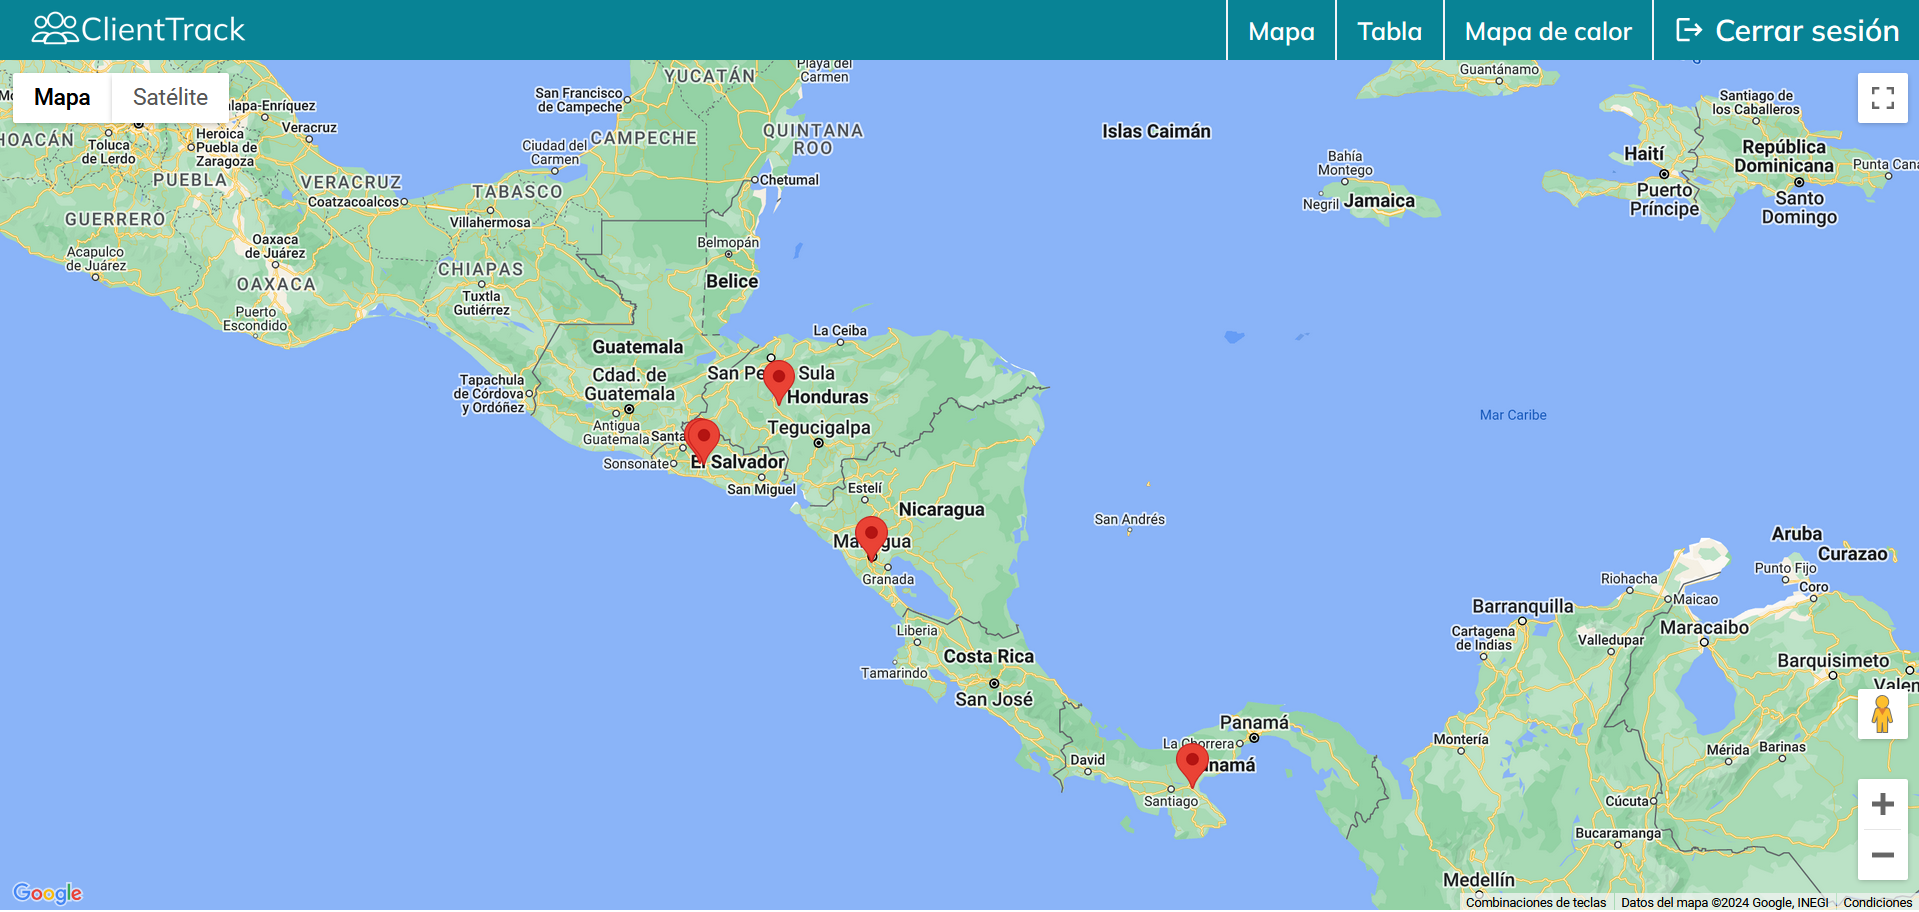 ClientTrack
Mapa
Tabla
Mapa de calor
Cerrar sesión
Mapa
Satélite
YUCATÁN
Playa del
Carmen
Guantánamo
San Francisco
de Campeche
Santiago de
los Caballeros
Veracruz
HOACÁN
Toluca
de Lerdo
Heroica
Puebla de
Zaragoza
CAMPECHE
QUINTANA
ROO
Islas Caimán
Ciudad del
Carmen
Bahía
Montego
Haití
República
Dominicana
Punta Cana
PUEBLA
VERACRUZ
TABASCO
Chetumal
Puerto
Príncipe
Santo
Domingo
Coatzacoalcos
Negril
Jamaica
GUERRERO
Villahermosa
Oaxaca
de Juárez
Belmopán
Acapulco
de Juárez
CHIAPAS
Belice
OAXACA
Tuxtla
Gutiérrez
Puerto
Escondido
La Ceiba
Guatemala
Cdad. de
Guatemala
San Pe
Sula
Tapachula
de Córdova
y Ordóñez
Honduras
Mar Caribe
Antigua
Guatemala
Santa
Tegucigalpa
Sonsonate
El Salvador
San Miguel
Estelí
Nicaragua
San Andrés
Aruba
Curazao
Ma
gua
Granada
Punto Fijo
Coro
Riohacha
Maicao
Barranquilla
Cartagena
de Indias
Valledupar
Maracaibo
Liberia
Costa Rica
Tamarindo
San José
Barquisimeto
Valen
Panamá
La Chorrera
Montería
Mérida
Barinas
David
namá
Santiago
Cúcuta
Bucaramanga
Medellín
Google
Combinaciones de teclas
Datos del mapa ©2024 Google, INEGI
Condiciones